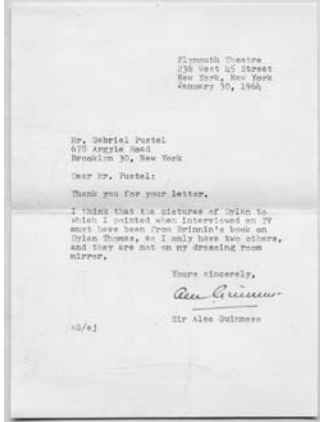 Plymouth Theatre
236 West 45 Street
New York, New York
January 30, 1964
Mr. Gabriel Pustel
678 Argyle Road
Brooklyn 30, New York
Dear Mr. Pustel:
Thank you for your letter.
I think that the pictures of Dylan to
which I pointed when interviewed on TV
must have been from Brinnin's book on
Dylan Thomas, as I only have two others,
and they are not on my dressing room
mirror.
Yours sincerely,
Alec Guinness
Sir Alec Guinness
AG/ej